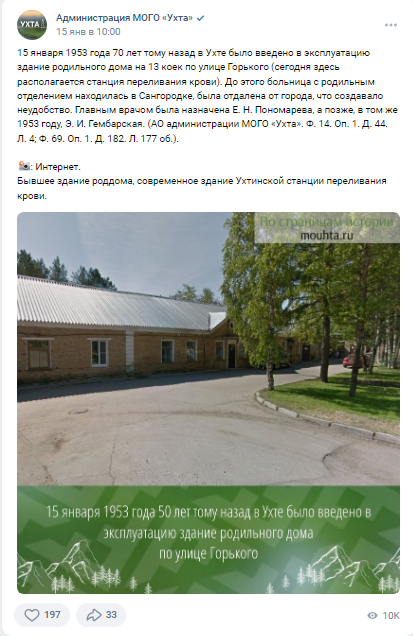 Администрация МОГО «Ухта»
15 янв в 10:00
15 января 1953 года 70 лет тому назад в Ухте было введено в эксплуатацию
здание родильного дома на 13 коек по улице Горького (сегодня здесь
располагается станция переливания крови). До этого больница с родильным
отделением находилась в Сангородке, была отдалена от города, что создавало
неудобство. Главным врачом была назначена Е. Н. Пономарева, а позже, в том же
1953 году, Э. И. Гембарская. (АО администрации МОГО «Ухта». Ф. 14. Оп. 1. Д. 44.
Л. 4; Ф. 69. Оп. 1. Д. 182. Л. 177 об.).
: Интернет.
Бывшее здание роддома, современное здание Ухтинской станции переливания
крови.
По страницам истории
mouhta.ru
15 января 1953 года 50 лет тому назад в Ухте было введено в
эксплуатацию здание родильного дома
по улице Горького
197
33
10K
УХТА